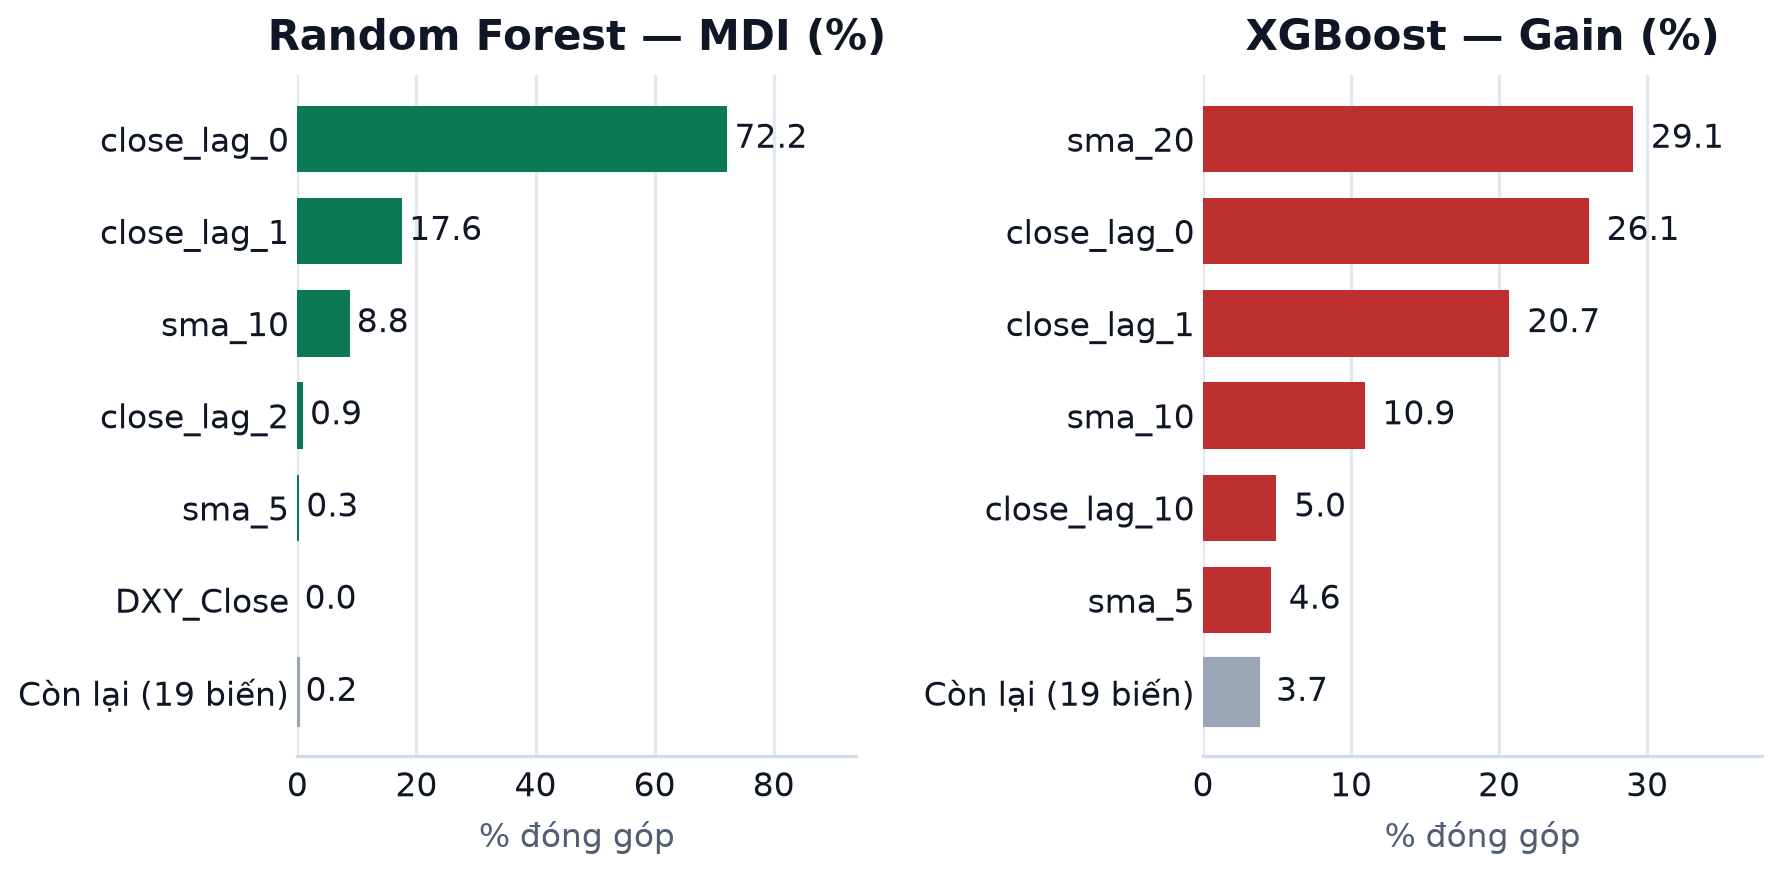 Random Forest — MDI (%)
close_lag_0 72.2
close_lag_1 17.6
sma_10 8.8
close_lag_2 0.9
sma_5 0.3
DXY_Close 0.0
Còn lại (19 biến) 0.2
0 20 40 60 80
% đóng góp
XGBoost — Gain (%)
sma_20 29.1
close_lag_0 26.1
close_lag_1 20.7
sma_10 10.9
close_lag_10 5.0
sma_5 4.6
Còn lại (19 biến) 3.7
0 10 20 30
% đóng góp